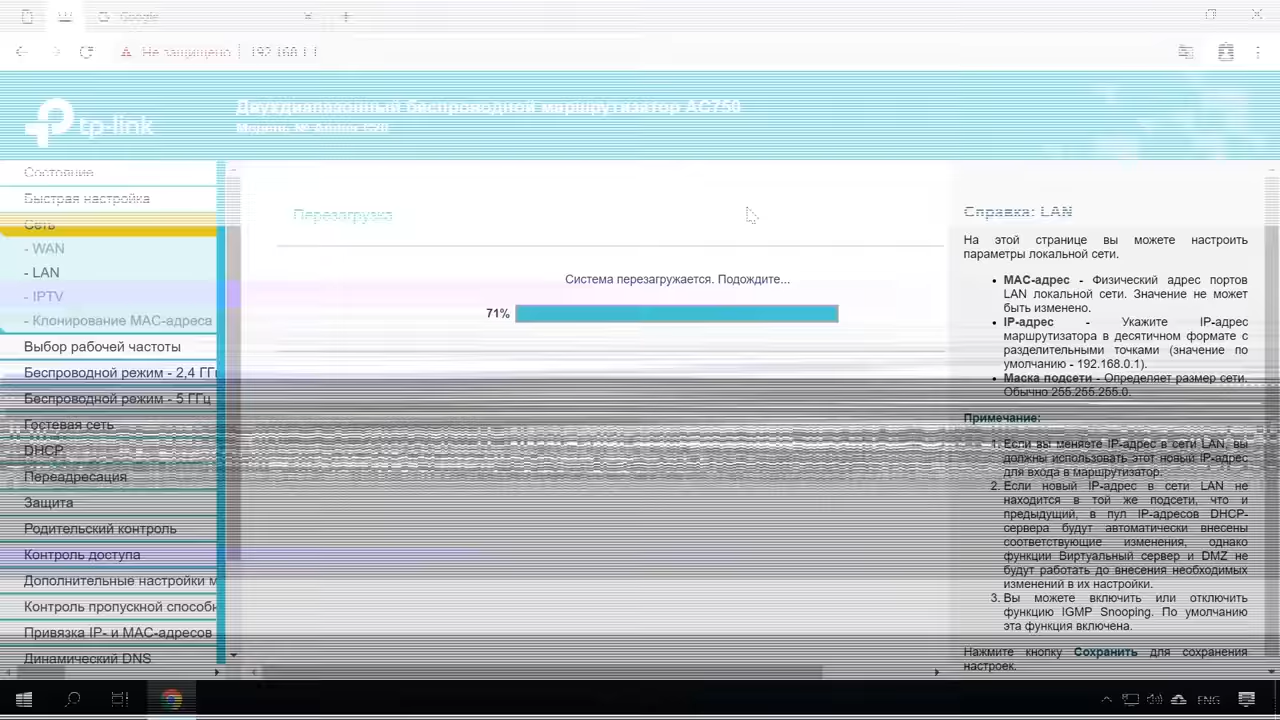 Google
Не защищено | 192.168.1.1
tp-link
Двухдиапазонный беспроводной маршрутизатор AC750
Модель № Archer C20
Состояние
Быстрая настройка
Сеть
- WAN
- LAN
- IPTV
- Клонирование MAC-адреса
Выбор рабочей частоты
Беспроводной режим - 2,4 ГГц
Беспроводной режим - 5 ГГц
Гостевая сеть
DHCP
Переадресация
Защита
Родительский контроль
Контроль доступа
Дополнительные настройки м
Контроль пропускной способн
Привязка IP- и MAC-адресов
Динамический DNS
Перезагрузка
Система перезагружается. Подождите...
71%
Справка: LAN
На этой странице вы можете настроить
параметры локальной сети.
• MAC-адрес - Физический адрес портов
LAN локальной сети. Значение не может
быть изменено.
• IP-адрес - Укажите IP-адрес
маршрутизатора в десятичном формате с
разделительными точками (значение по
умолчанию - 192.168.0.1).
• Маска подсети - Определяет размер сети.
Обычно 255.255.255.0.
Примечание:
1. Если вы меняете IP-адрес в сети LAN, вы
должны использовать этот новый IP-адрес
для входа в маршрутизатор.
2. Если новый IP-адрес в сети LAN не
находится в той же подсети, что и
предыдущий, в пул IP-адресов DHCP-
сервера будут автоматически внесены
соответствующие изменения, однако
функции Виртуальный сервер и DMZ не
будут работать до внесения необходимых
изменений в их настройки.
3. Вы можете включить или отключить
функцию IGMP Snooping. По умолчанию
эта функция включена.
Нажмите кнопку Сохранить для сохранения
настроек.
ENG